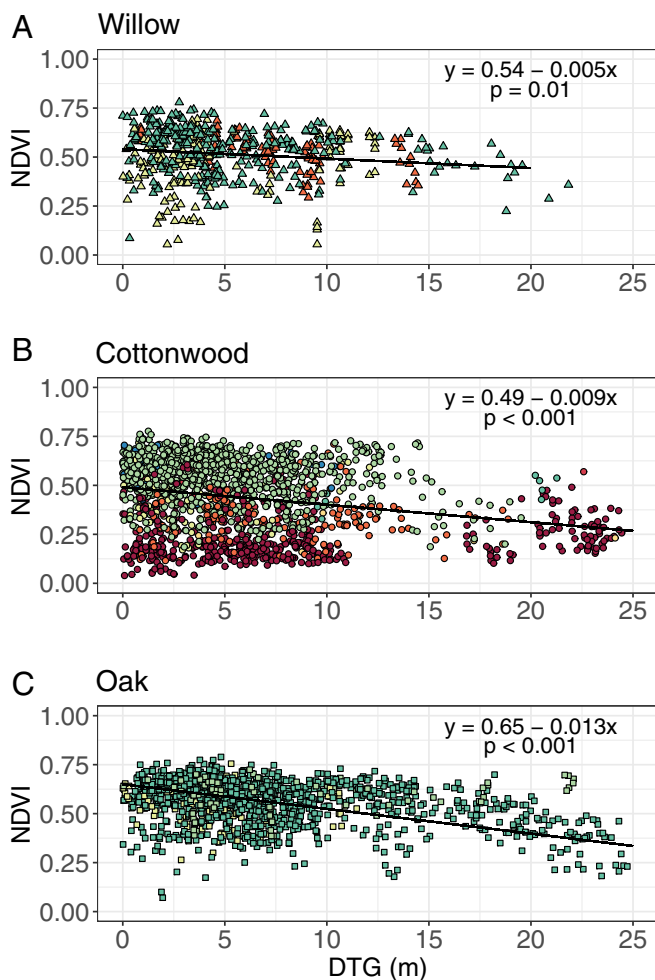 A Willow
1.00
y = 0.54 − 0.005x
p = 0.01
0.75
NDVI
0.50
0.25
0.00
0 5 10 15 20 25
B Cottonwood
1.00
y = 0.49 − 0.009x
p < 0.001
0.75
NDVI
0.50
0.25
0.00
0 5 10 15 20 25
C Oak
1.00
y = 0.65 − 0.013x
p < 0.001
0.75
NDVI
0.50
0.25
0.00
0 5 10 15 20 25
DTG (m)